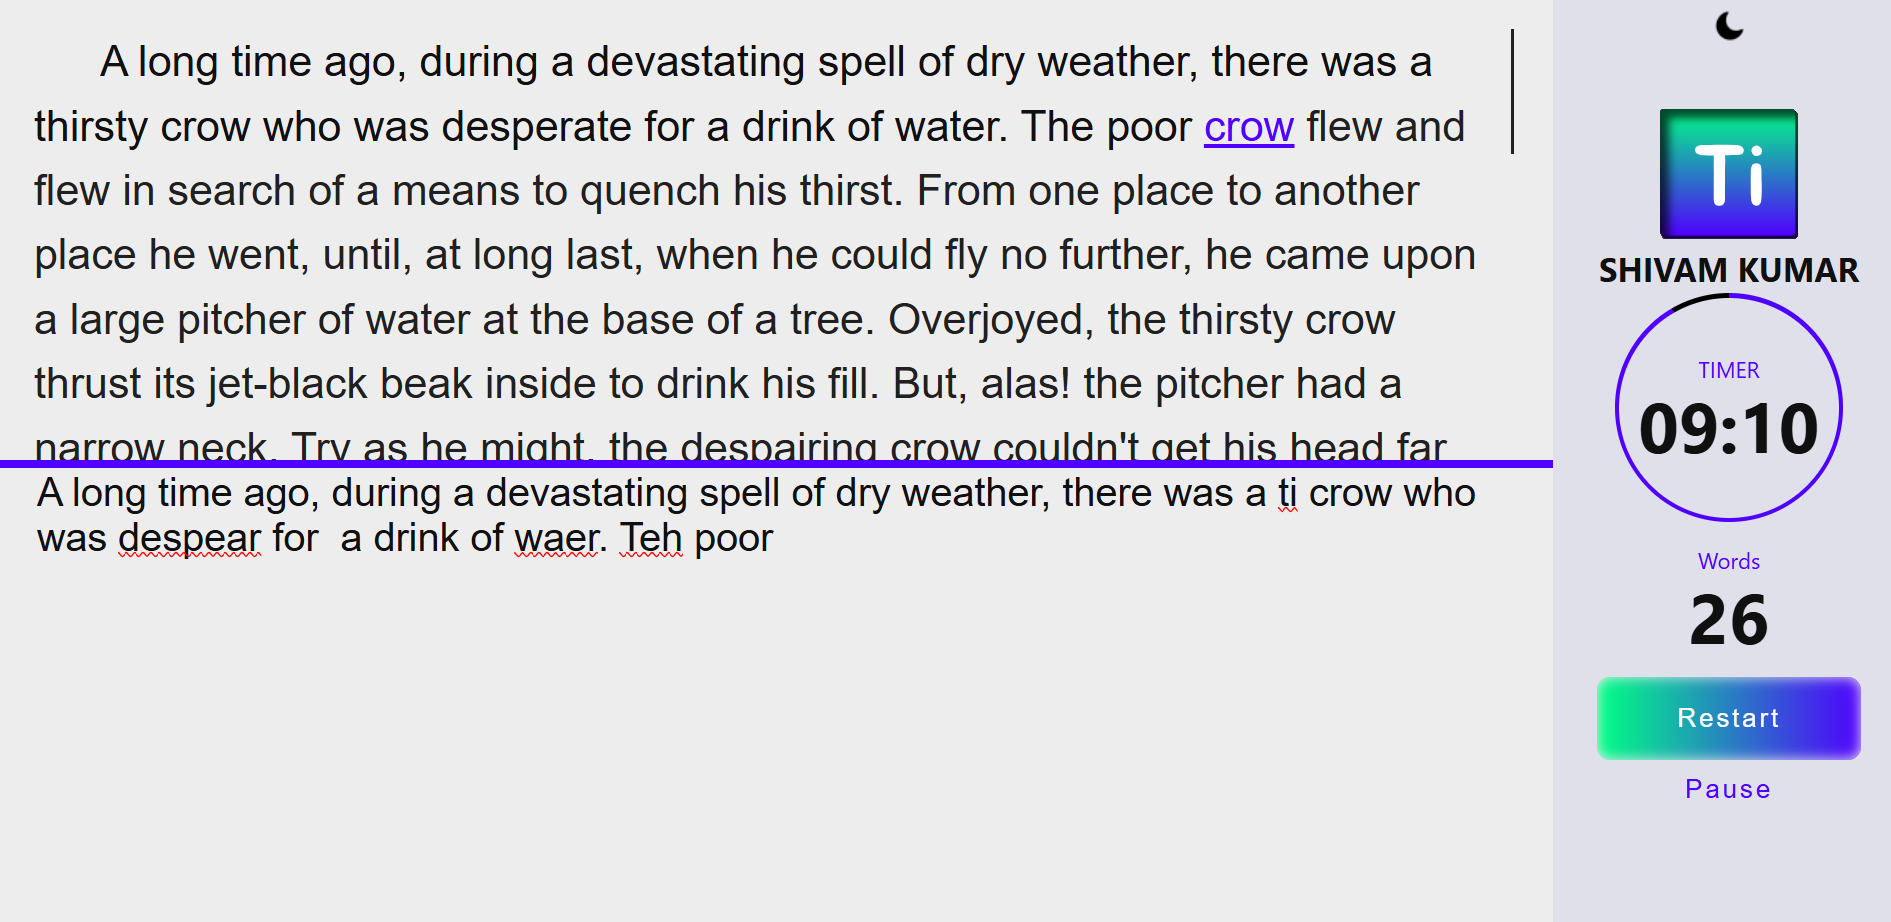 A long time ago, during a devastating spell of dry weather, there was a
thirsty crow who was desperate for a drink of water. The poor crow flew and
flew in search of a means to quench his thirst. From one place to another
place he went, until, at long last, when he could fly no further, he came upon
a large pitcher of water at the base of a tree. Overjoyed, the thirsty crow
thrust its jet-black beak inside to drink his fill. But, alas! the pitcher had a
narrow neck. Try as he might, the despairing crow couldn't get his head far
A long time ago, during a devastating spell of dry weather, there was a ti crow who
was despear for  a drink of waer. Teh poor
Ti
SHIVAM KUMAR
TIMER
09:10
Words
26
Restart
Pause